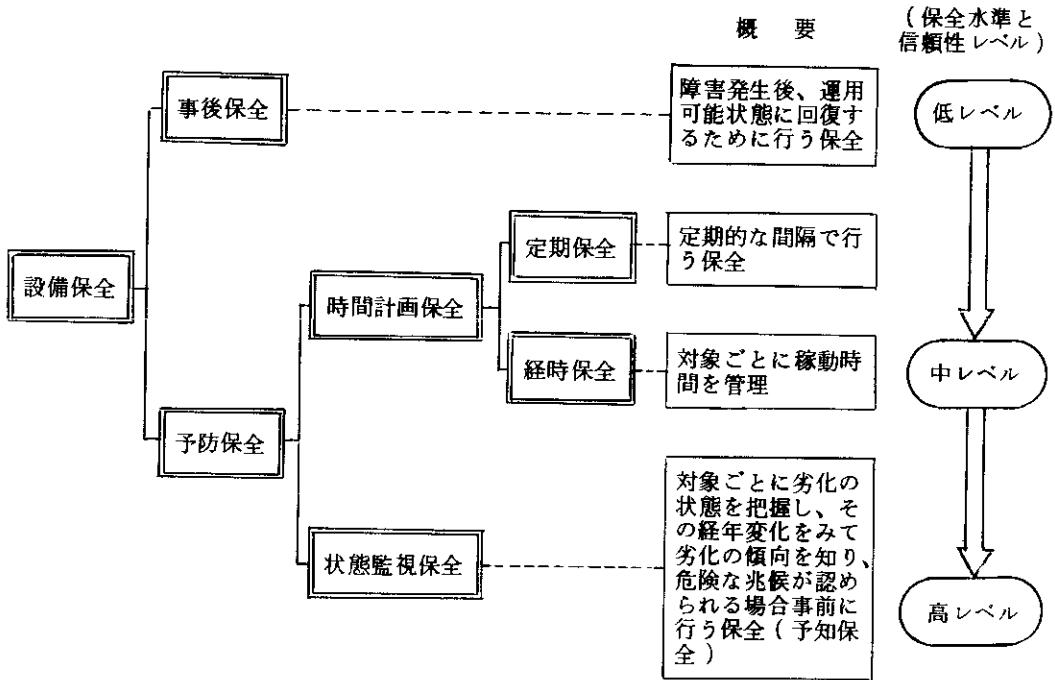 概 要
(保全水準と
信頼性レベル)
事後保全
障害発生後、運用
可能状態に回復す
るために行う保全
低レベル
設備保全
時間計画保全
定期保全
定期的な間隔で行
う保全
経時保全
対象ごとに稼動時
間を管理
中レベル
予防保全
状態監視保全
対象ごとに劣化の
状態を把握し、そ
の経年変化をみて
劣化の傾向を知り、
危険な兆候が認め
られる場合事前に
行う保全(予知保
全)
高レベル